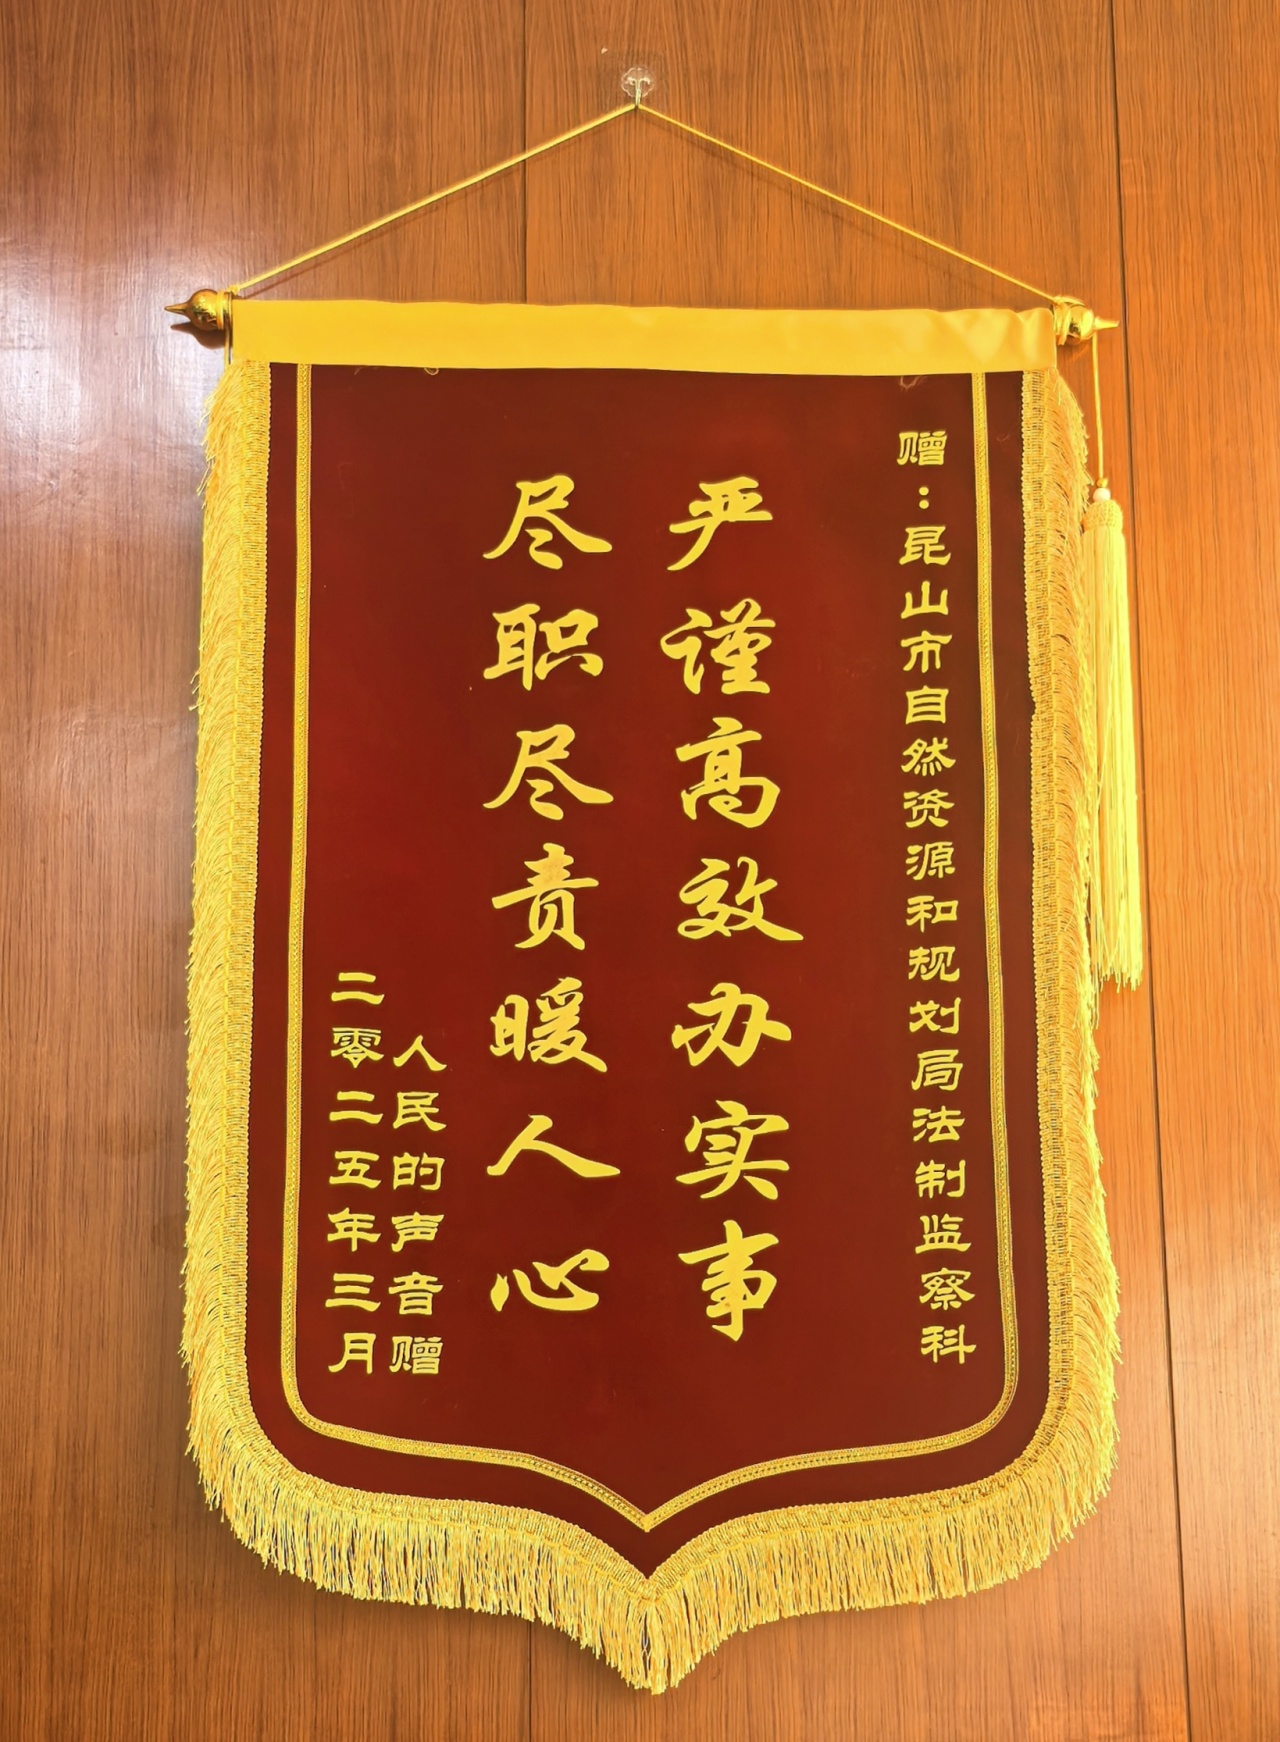 赠：昆山市自然资源和规划局法制监察科
严谨高效办实事
尽职尽责暖人心
人民的声音赠
二零二五年三月